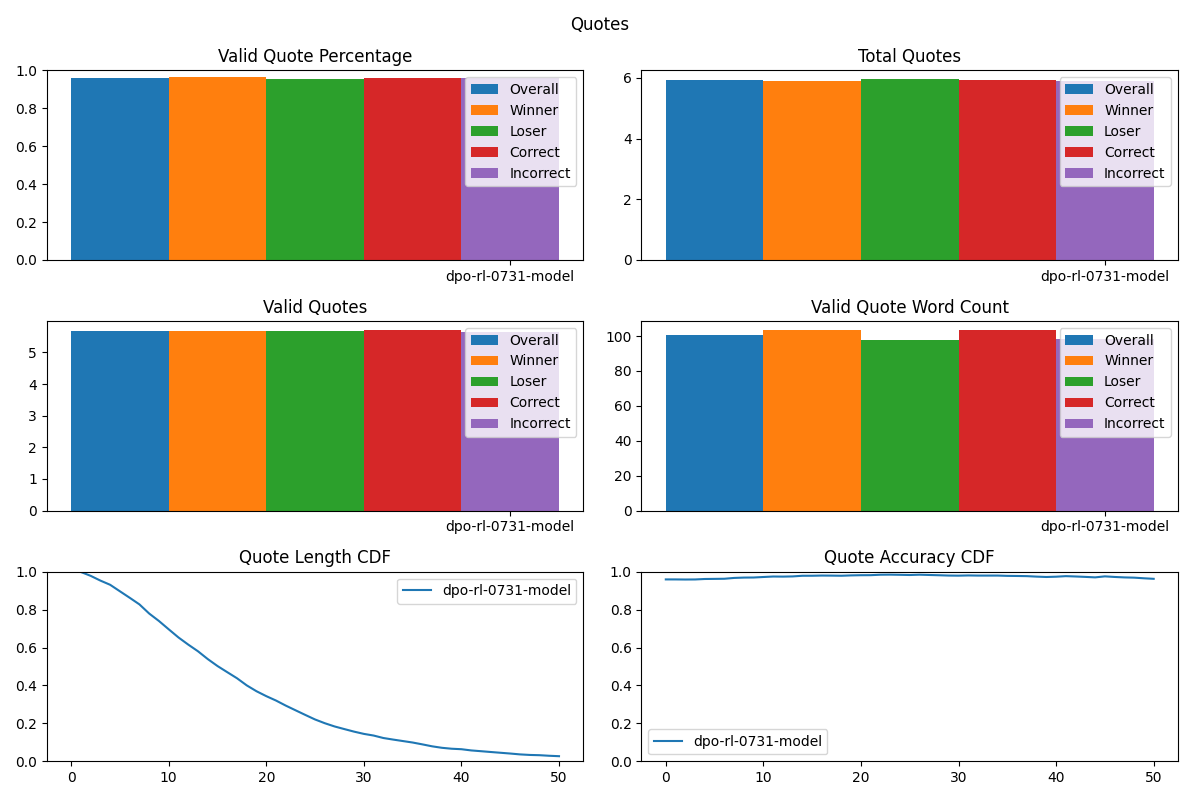 Quotes
Valid Quote Percentage
1.0
0.8
0.6
0.4
0.2
0.0
Overall
Winner
Loser
Correct
Incorrect
dpo-rl-0731-model
Total Quotes
6
4
2
0
Overall
Winner
Loser
Correct
Incorrect
dpo-rl-0731-model
Valid Quotes
5
4
3
2
1
0
Overall
Winner
Loser
Correct
Incorrect
dpo-rl-0731-model
Valid Quote Word Count
100
80
60
40
20
0
Overall
Winner
Loser
Correct
Incorrect
dpo-rl-0731-model
Quote Length CDF
1.0
0.8
0.6
0.4
0.2
0.0
dpo-rl-0731-model
0 10 20 30 40 50
Quote Accuracy CDF
1.0
0.8
0.6
0.4
0.2
0.0
dpo-rl-0731-model
0 10 20 30 40 50